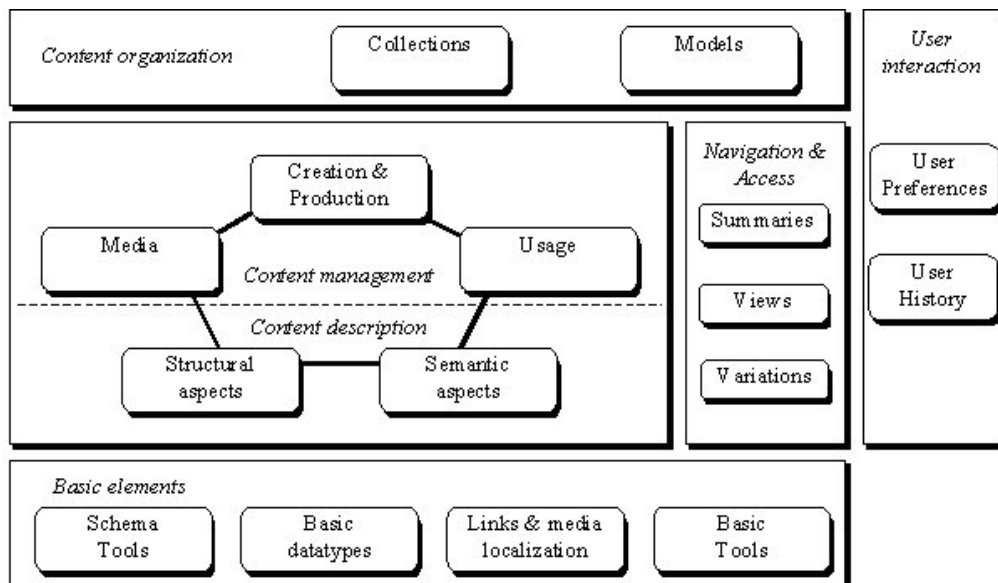 Content organization
Collections
Models
User
interaction
User
Preferences
User
History
Creation &
Production
Media
Usage
Content management
Content description
Structural
aspects
Semantic
aspects
Navigation &
Access
Summaries
Views
Variations
Basic elements
Schema
Tools
Basic
datatypes
Links & media
localization
Basic
Tools